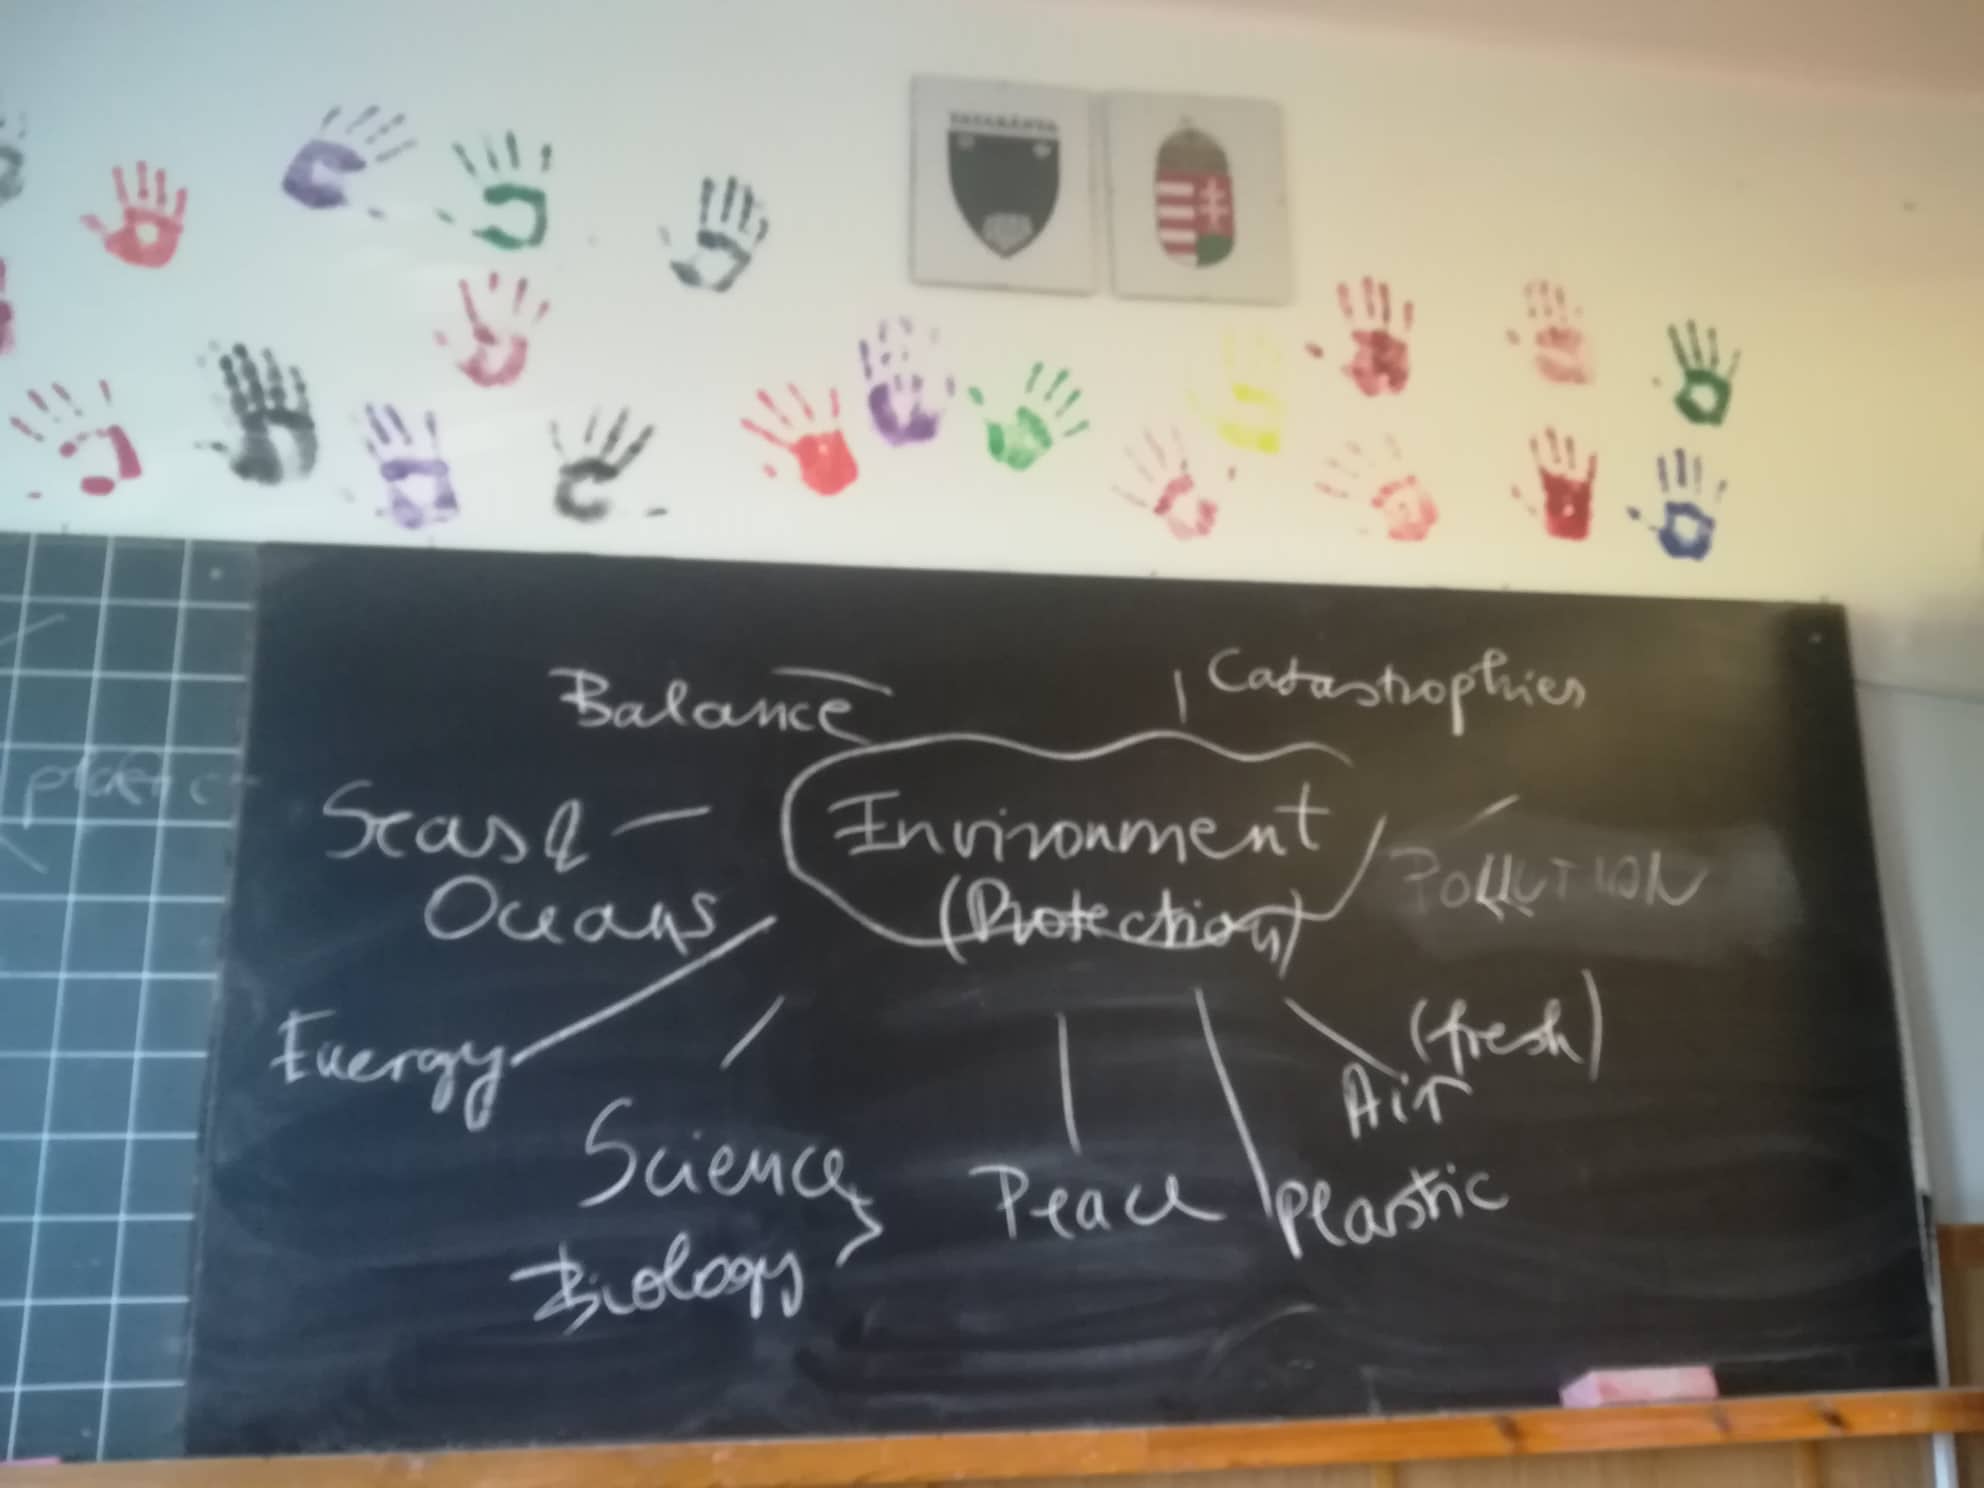 Balance
Catastrophies
Seas &
Oceans
Environment
(Protection)
POLLUTION
Energy
(fresh)
Air
Science
Biology
Peace
plastic